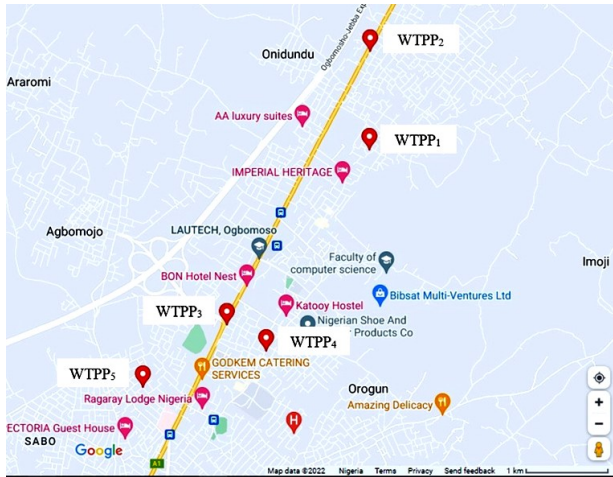 Ogbomosho-Jebba Exp
WTPP2
Onidundu
Araromi
AA luxury suites
WTPP1
IMPERIAL HERITAGE
Agbomojo
LAUTECH, Ogbomoso
Faculty of
computer science
Imoji
BON Hotel Nest
Bibsat Multi-Ventures Ltd
WTPP3
Katooy Hostel
Nigerian Shoe And
Products Co
WTPP4
WTPP5
GODKEM CATERING
SERVICES
Orogun
Ragaray Lodge Nigeria
Amazing Delicacy
H
ECTORIA Guest House
SABO
Google
A1
Map data ©2022 Nigeria Terms Privacy Send feedback 1 km
+
−